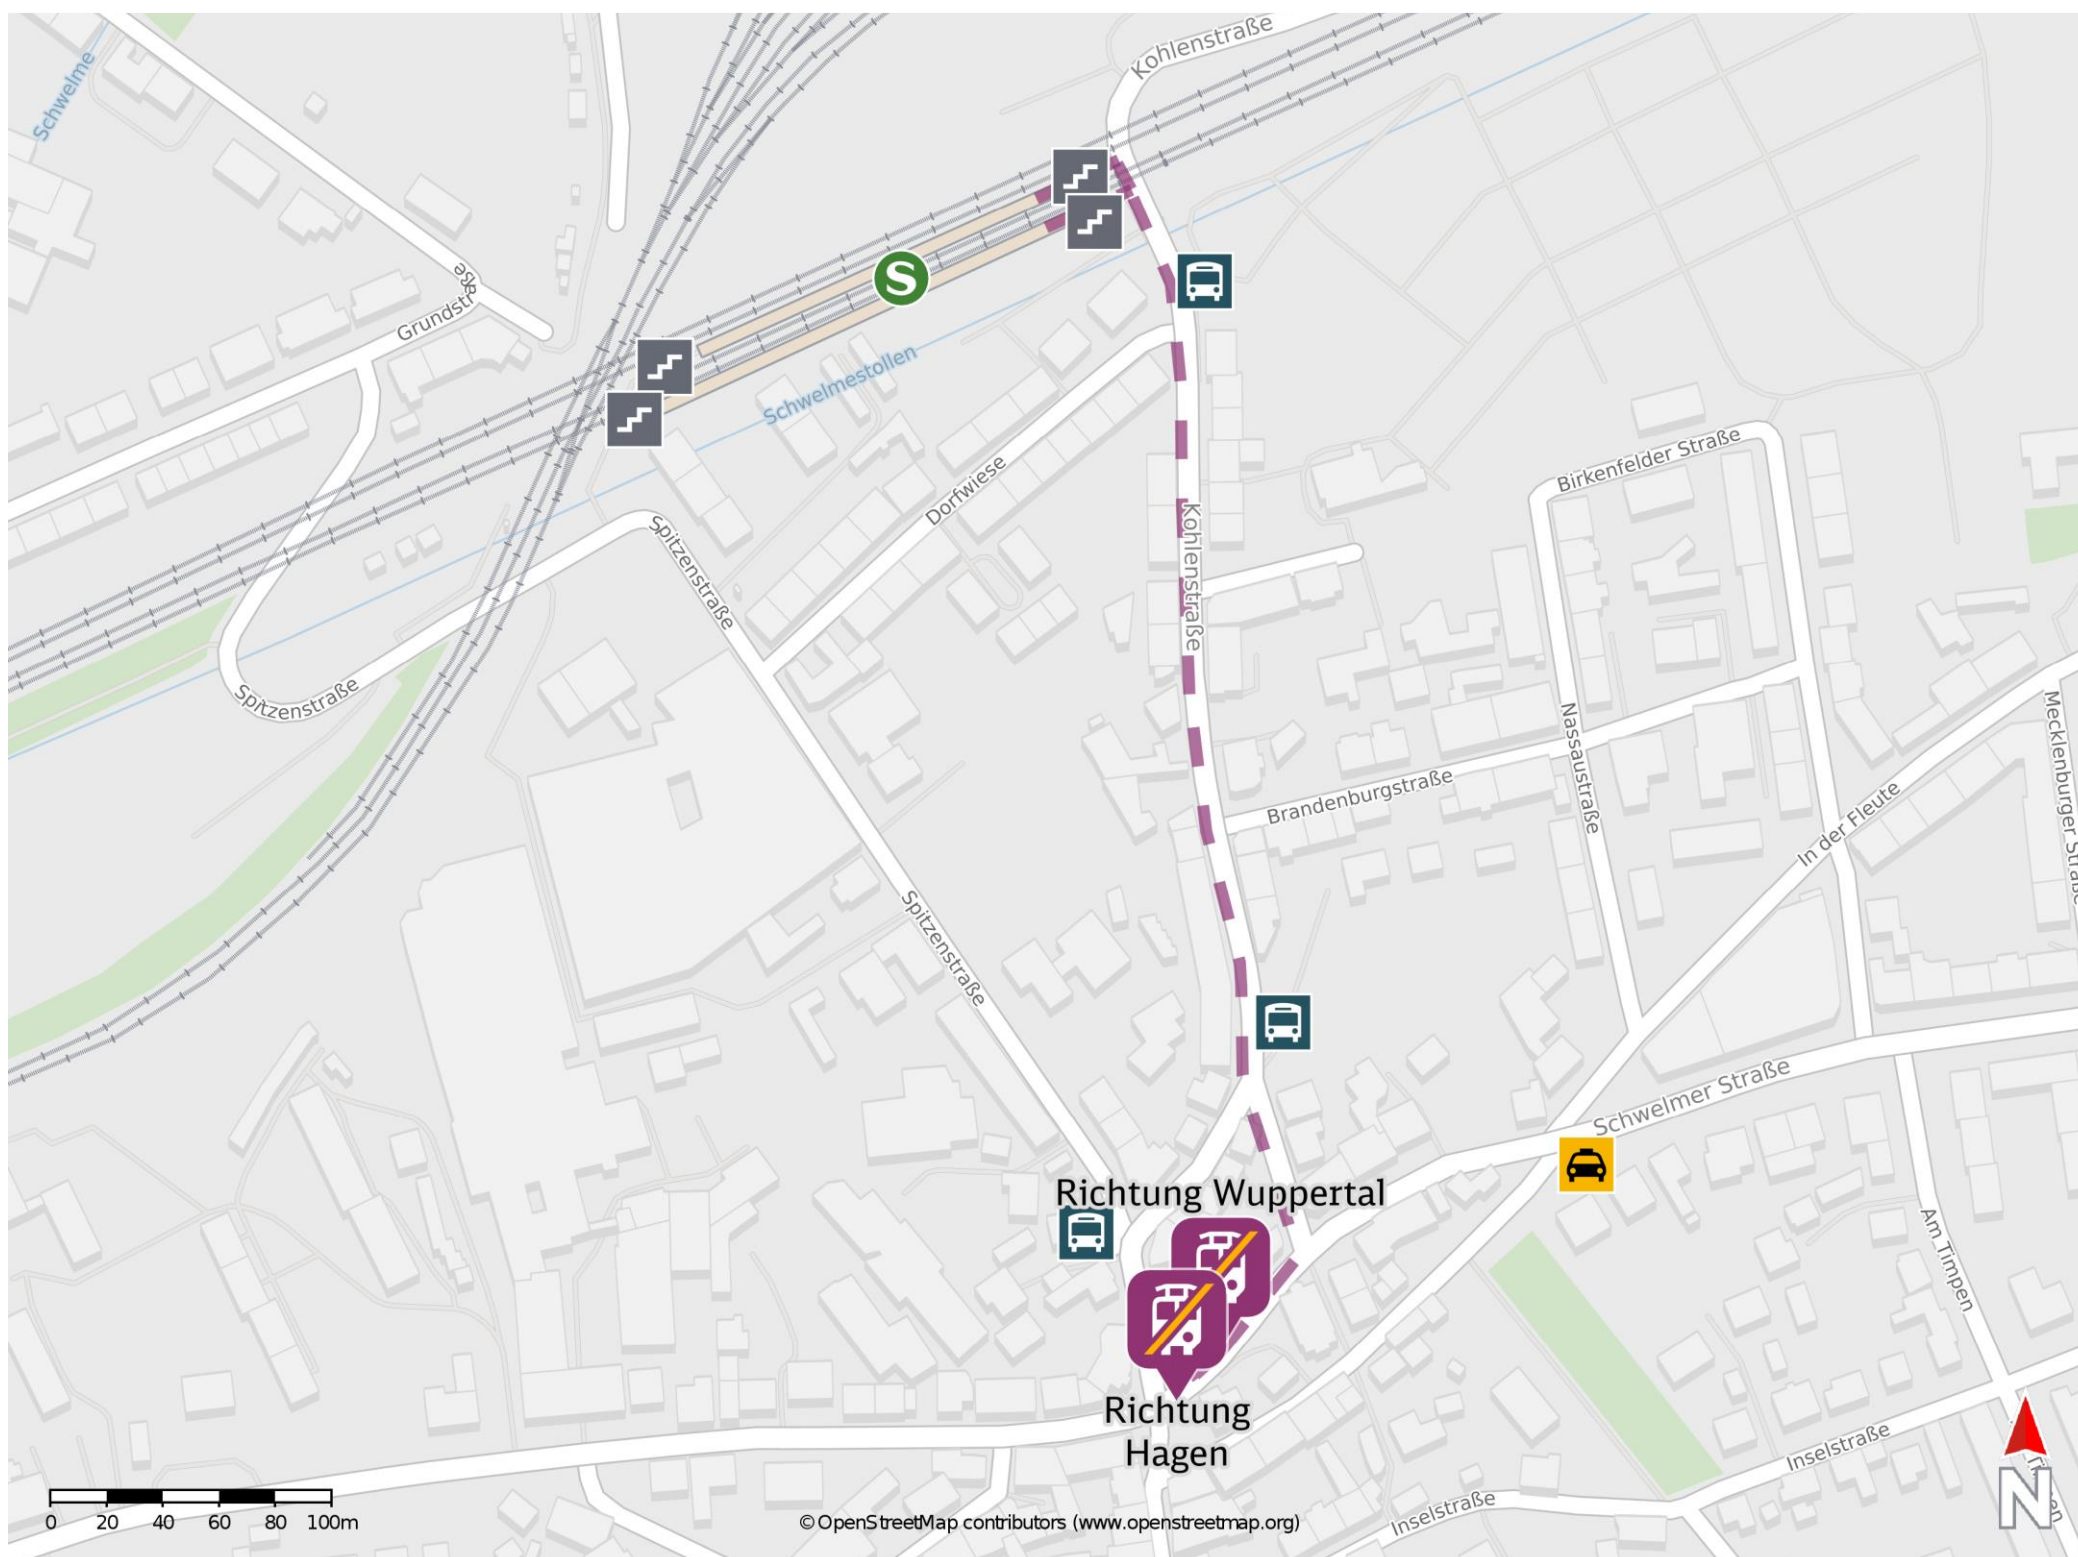 Kohlenstraße
Schwelme
S
Grundstraße
Schwelmestollen
Dorfwiese
Birkenfelder Straße
Spitzenstraße
Kohlenstraße
Spitzenstraße
Nassaustraße
Mecklenburger Straße
Brandenburgstraße
In der Fleute
Spitzenstraße
Schwelmer Straße
Richtung Wuppertal
Am Timpen
Richtung
Hagen
Inselstraße
Inselstraße
N
0 20 40 60 80 100m
© OpenStreetMap contributors (www.openstreetmap.org)